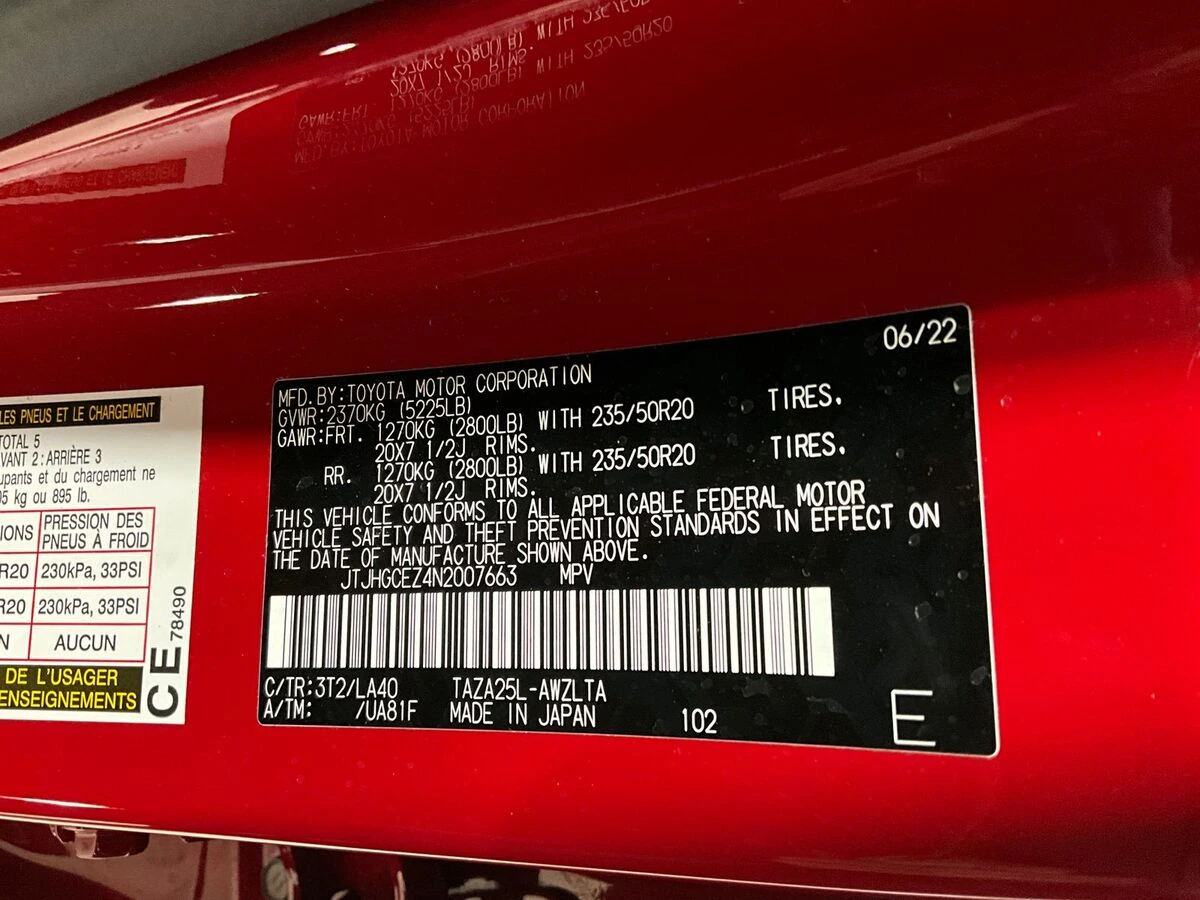 06/22
MFD.BY:TOYOTA MOTOR CORPORATION
GVWR:2370KG (5225LB)
GAWR:FRT. 1270KG (2800LB) WITH 235/50R20 TIRES.
20X7 1/2J RIMS.
RR. 1270KG (2800LB) WITH 235/50R20 TIRES.
20X7 1/2J RIMS.
THIS VEHICLE CONFORMS TO ALL APPLICABLE FEDERAL MOTOR
VEHICLE SAFETY AND THEFT PREVENTION STANDARDS IN EFFECT ON
THE DATE OF MANUFACTURE SHOWN ABOVE.
JTJHGCEZ4N2007663 MPV
C/TR:3T2/LA40 TAZA25L-AWZLTA
A/TM: /UA81F MADE IN JAPAN 102
E
LES PNEUS ET LE CHARGEMENT
TOTAL 5
VANT 2:ARRIÈRE 3
upants et du chargement ne
05 kg ou 895 lb.
IONS PRESSION DES
PNEUS À FROID
R20 230kPa, 33PSI
R20 230kPa, 33PSI
N AUCUN
DE L'USAGER
ENSEIGNEMENTS
CE 78490